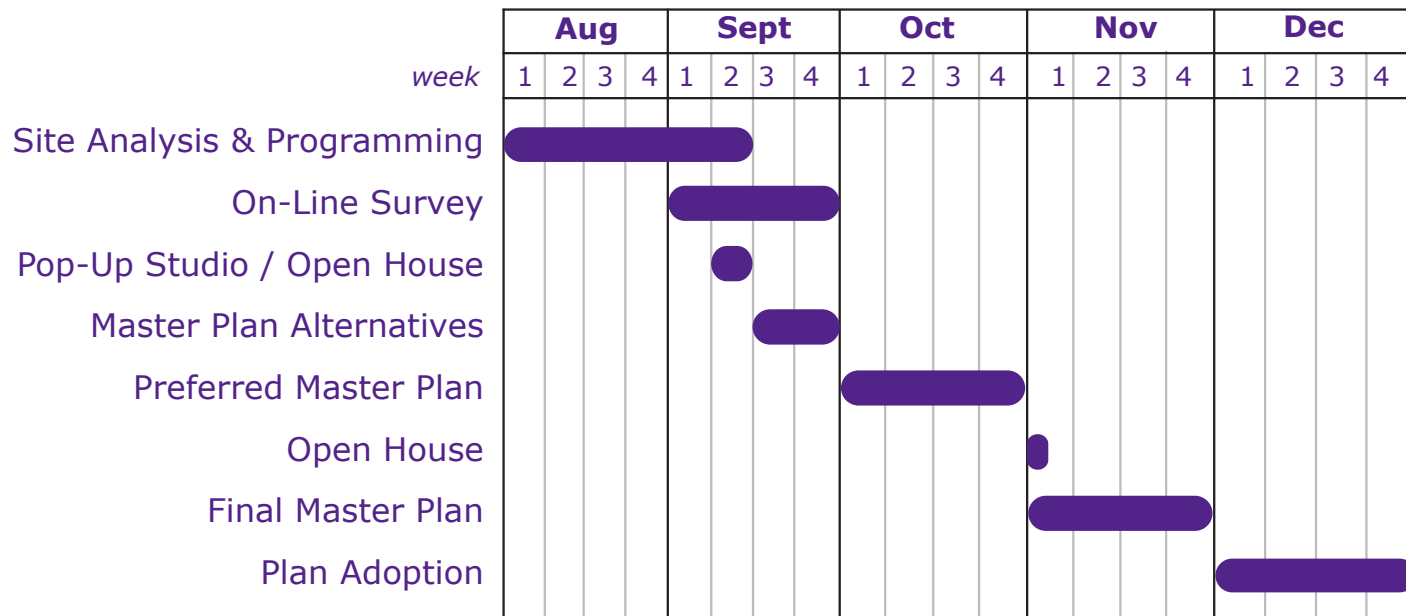 Aug Sept Oct Nov Dec
week 1 2 3 4 1 2 3 4 1 2 3 4 1 2 3 4 1 2 3 4
Site Analysis & Programming
On-Line Survey
Pop-Up Studio / Open House
Master Plan Alternatives
Preferred Master Plan
Open House
Final Master Plan
Plan Adoption